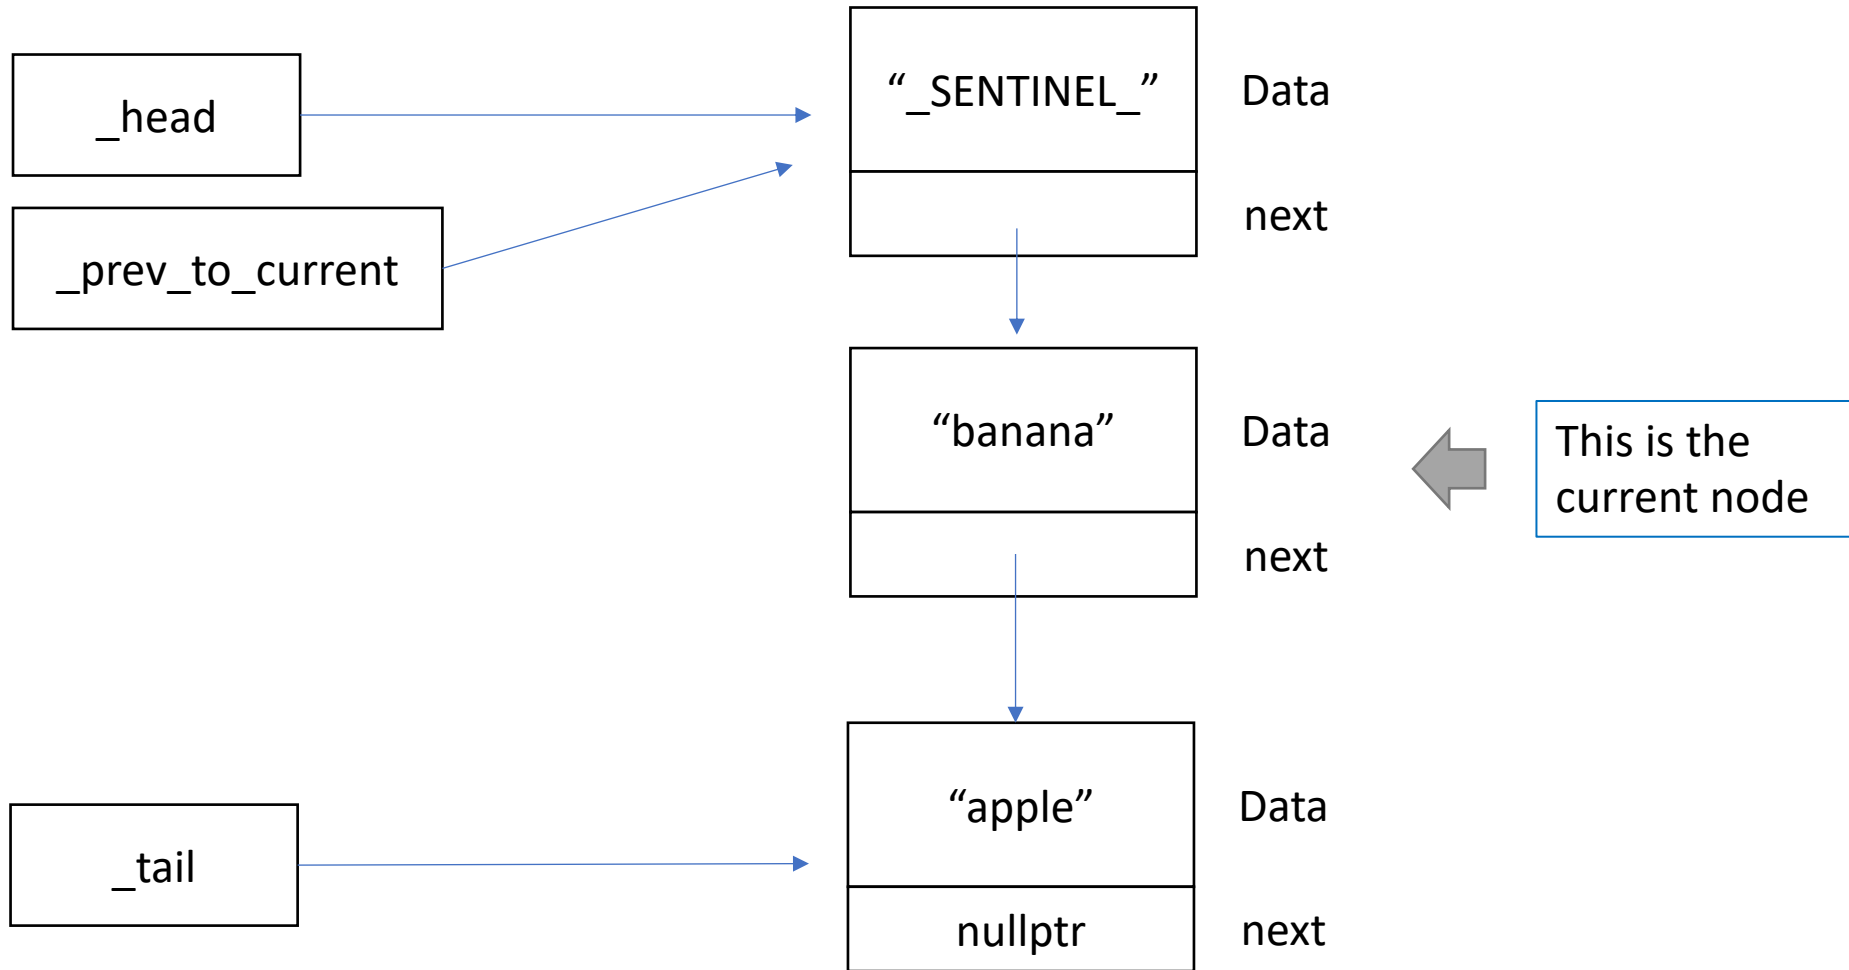 _head
“_SENTINEL_”
Data
_prev_to_current
next
“banana”
Data
This is the
current node
next
“apple”
Data
_tail
nullptr
next